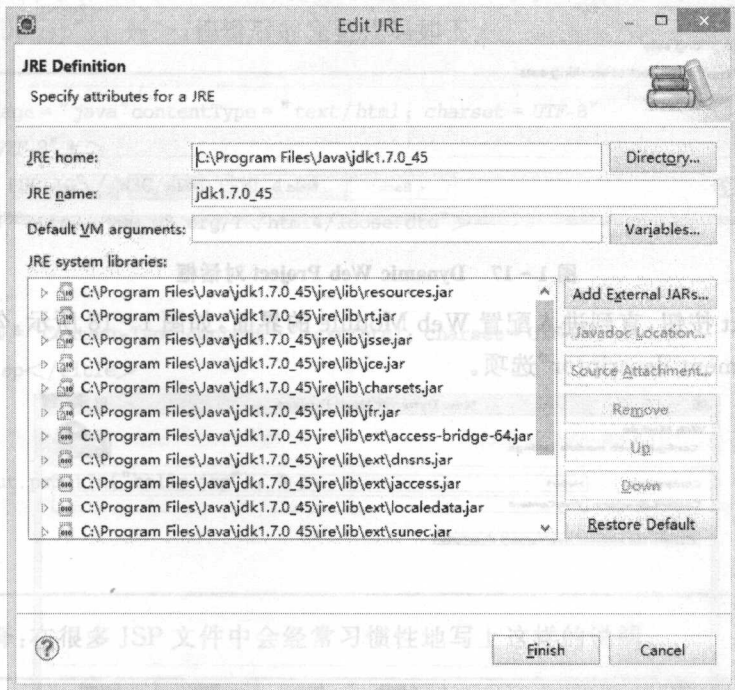 Edit JRE
JRE Definition
Specify attributes for a JRE
JRE home:
C:\Program Files\Java\jdk1.7.0_45
Directory...
JRE name:
jdk1.7.0_45
Default VM arguments:
Variables...
JRE system libraries:
C:\Program Files\Java\jdk1.7.0_45\jre\lib\resources.jar
C:\Program Files\Java\jdk1.7.0_45\jre\lib\rt.jar
C:\Program Files\Java\jdk1.7.0_45\jre\lib\jsse.jar
C:\Program Files\Java\jdk1.7.0_45\jre\lib\jce.jar
C:\Program Files\Java\jdk1.7.0_45\jre\lib\charsets.jar
C:\Program Files\Java\jdk1.7.0_45\jre\lib\jfr.jar
C:\Program Files\Java\jdk1.7.0_45\jre\lib\ext\access-bridge-64.jar
C:\Program Files\Java\jdk1.7.0_45\jre\lib\ext\dnsns.jar
C:\Program Files\Java\jdk1.7.0_45\jre\lib\ext\jaccess.jar
C:\Program Files\Java\jdk1.7.0_45\jre\lib\ext\localedata.jar
C:\Program Files\Java\jdk1.7.0_45\jre\lib\ext\sunec.jar
Add External JARs...
Javadoc Location...
Source Attachment...
Remove
Up
Down
Restore Default
Finish
Cancel